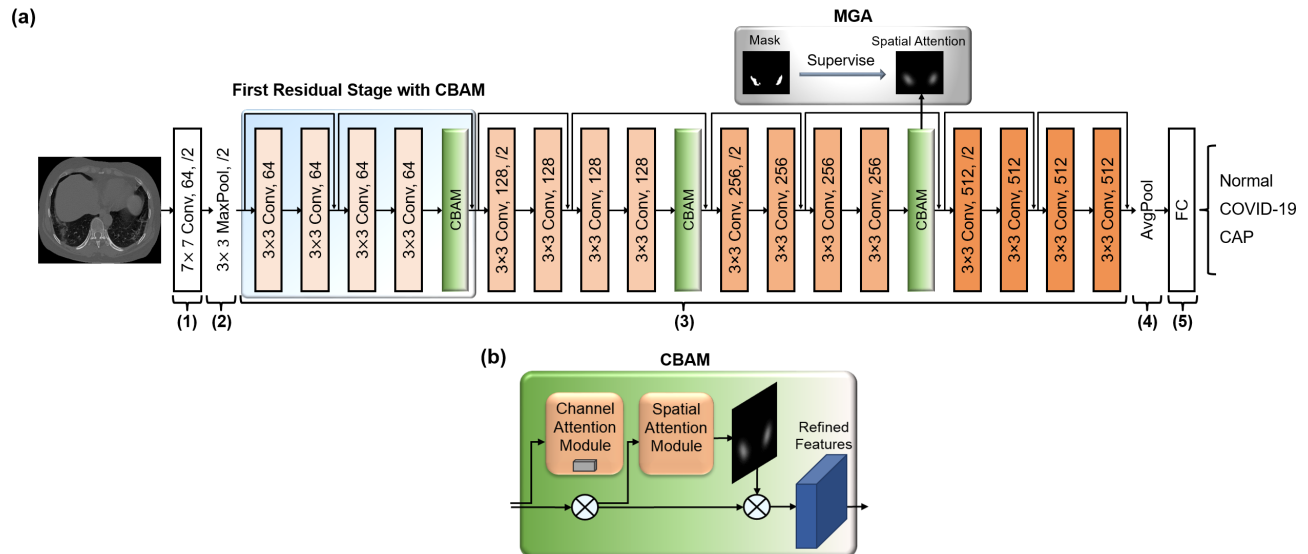 (a)
MGA
Mask
Spatial Attention
Supervise
First Residual Stage with CBAM
7×7 Conv, 64, /2
3×3 MaxPool, /2
3×3 Conv, 64
3×3 Conv, 64
3×3 Conv, 64
3×3 Conv, 64
CBAM
3×3 Conv, 128, /2
3×3 Conv, 128
3×3 Conv, 128
3×3 Conv, 128
CBAM
3×3 Conv, 256, /2
3×3 Conv, 256
3×3 Conv, 256
3×3 Conv, 256
CBAM
3×3 Conv, 512, /2
3×3 Conv, 512
3×3 Conv, 512
3×3 Conv, 512
AvgPool
FC
Normal
COVID-19
CAP
(1)
(2)
(3)
(4)
(5)
(b)
CBAM
Channel
Attention
Module
Spatial
Attention
Module
Refined
Features